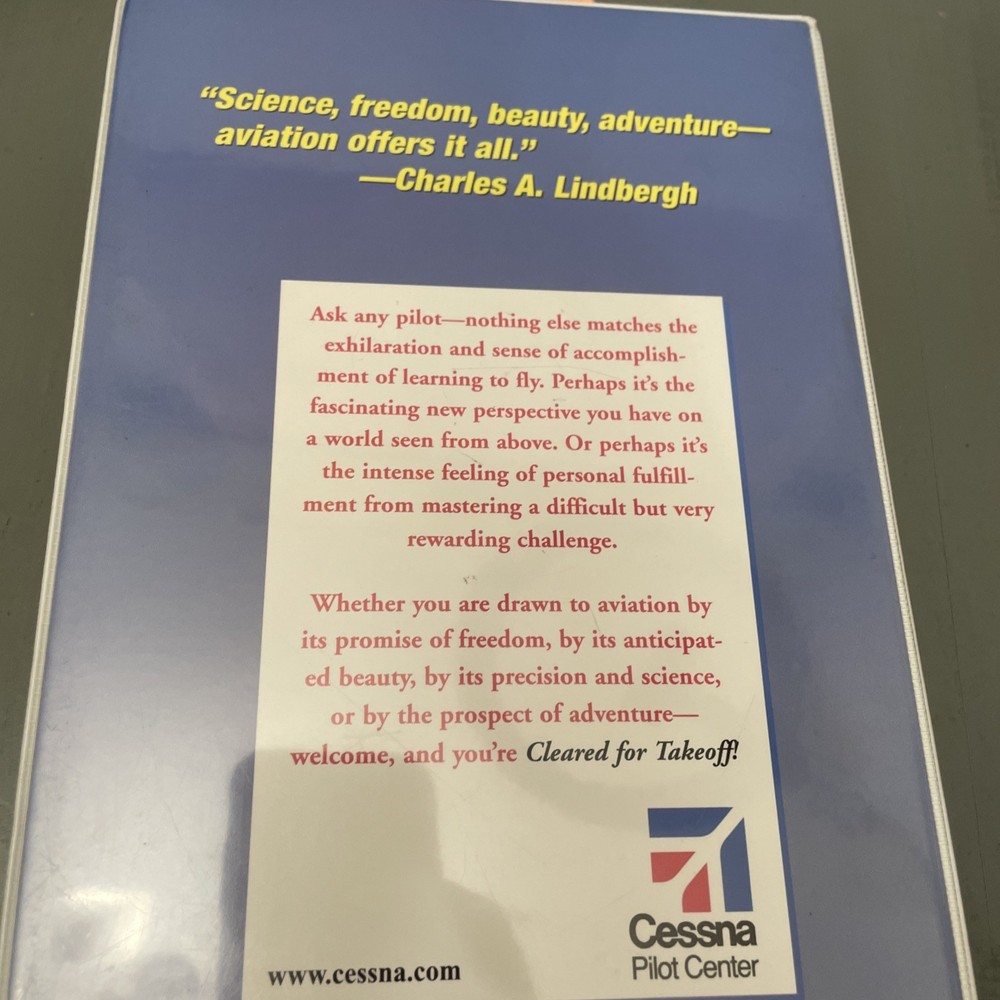 “Science, freedom, beauty, adventure—
aviation offers it all.”
—Charles A. Lindbergh
Ask any pilot—nothing else matches the
exhilaration and sense of accomplish-
ment of learning to fly. Perhaps it’s the
fascinating new perspective you have on
a world seen from above. Or perhaps it’s
the intense feeling of personal fulfill-
ment from mastering a difficult but very
rewarding challenge.
Whether you are drawn to aviation by
its promise of freedom, by its anticipat-
ed beauty, by its precision and science,
or by the prospect of adventure—
welcome, and you’re Cleared for Takeoff!
Cessna
Pilot Center
www.cessna.com